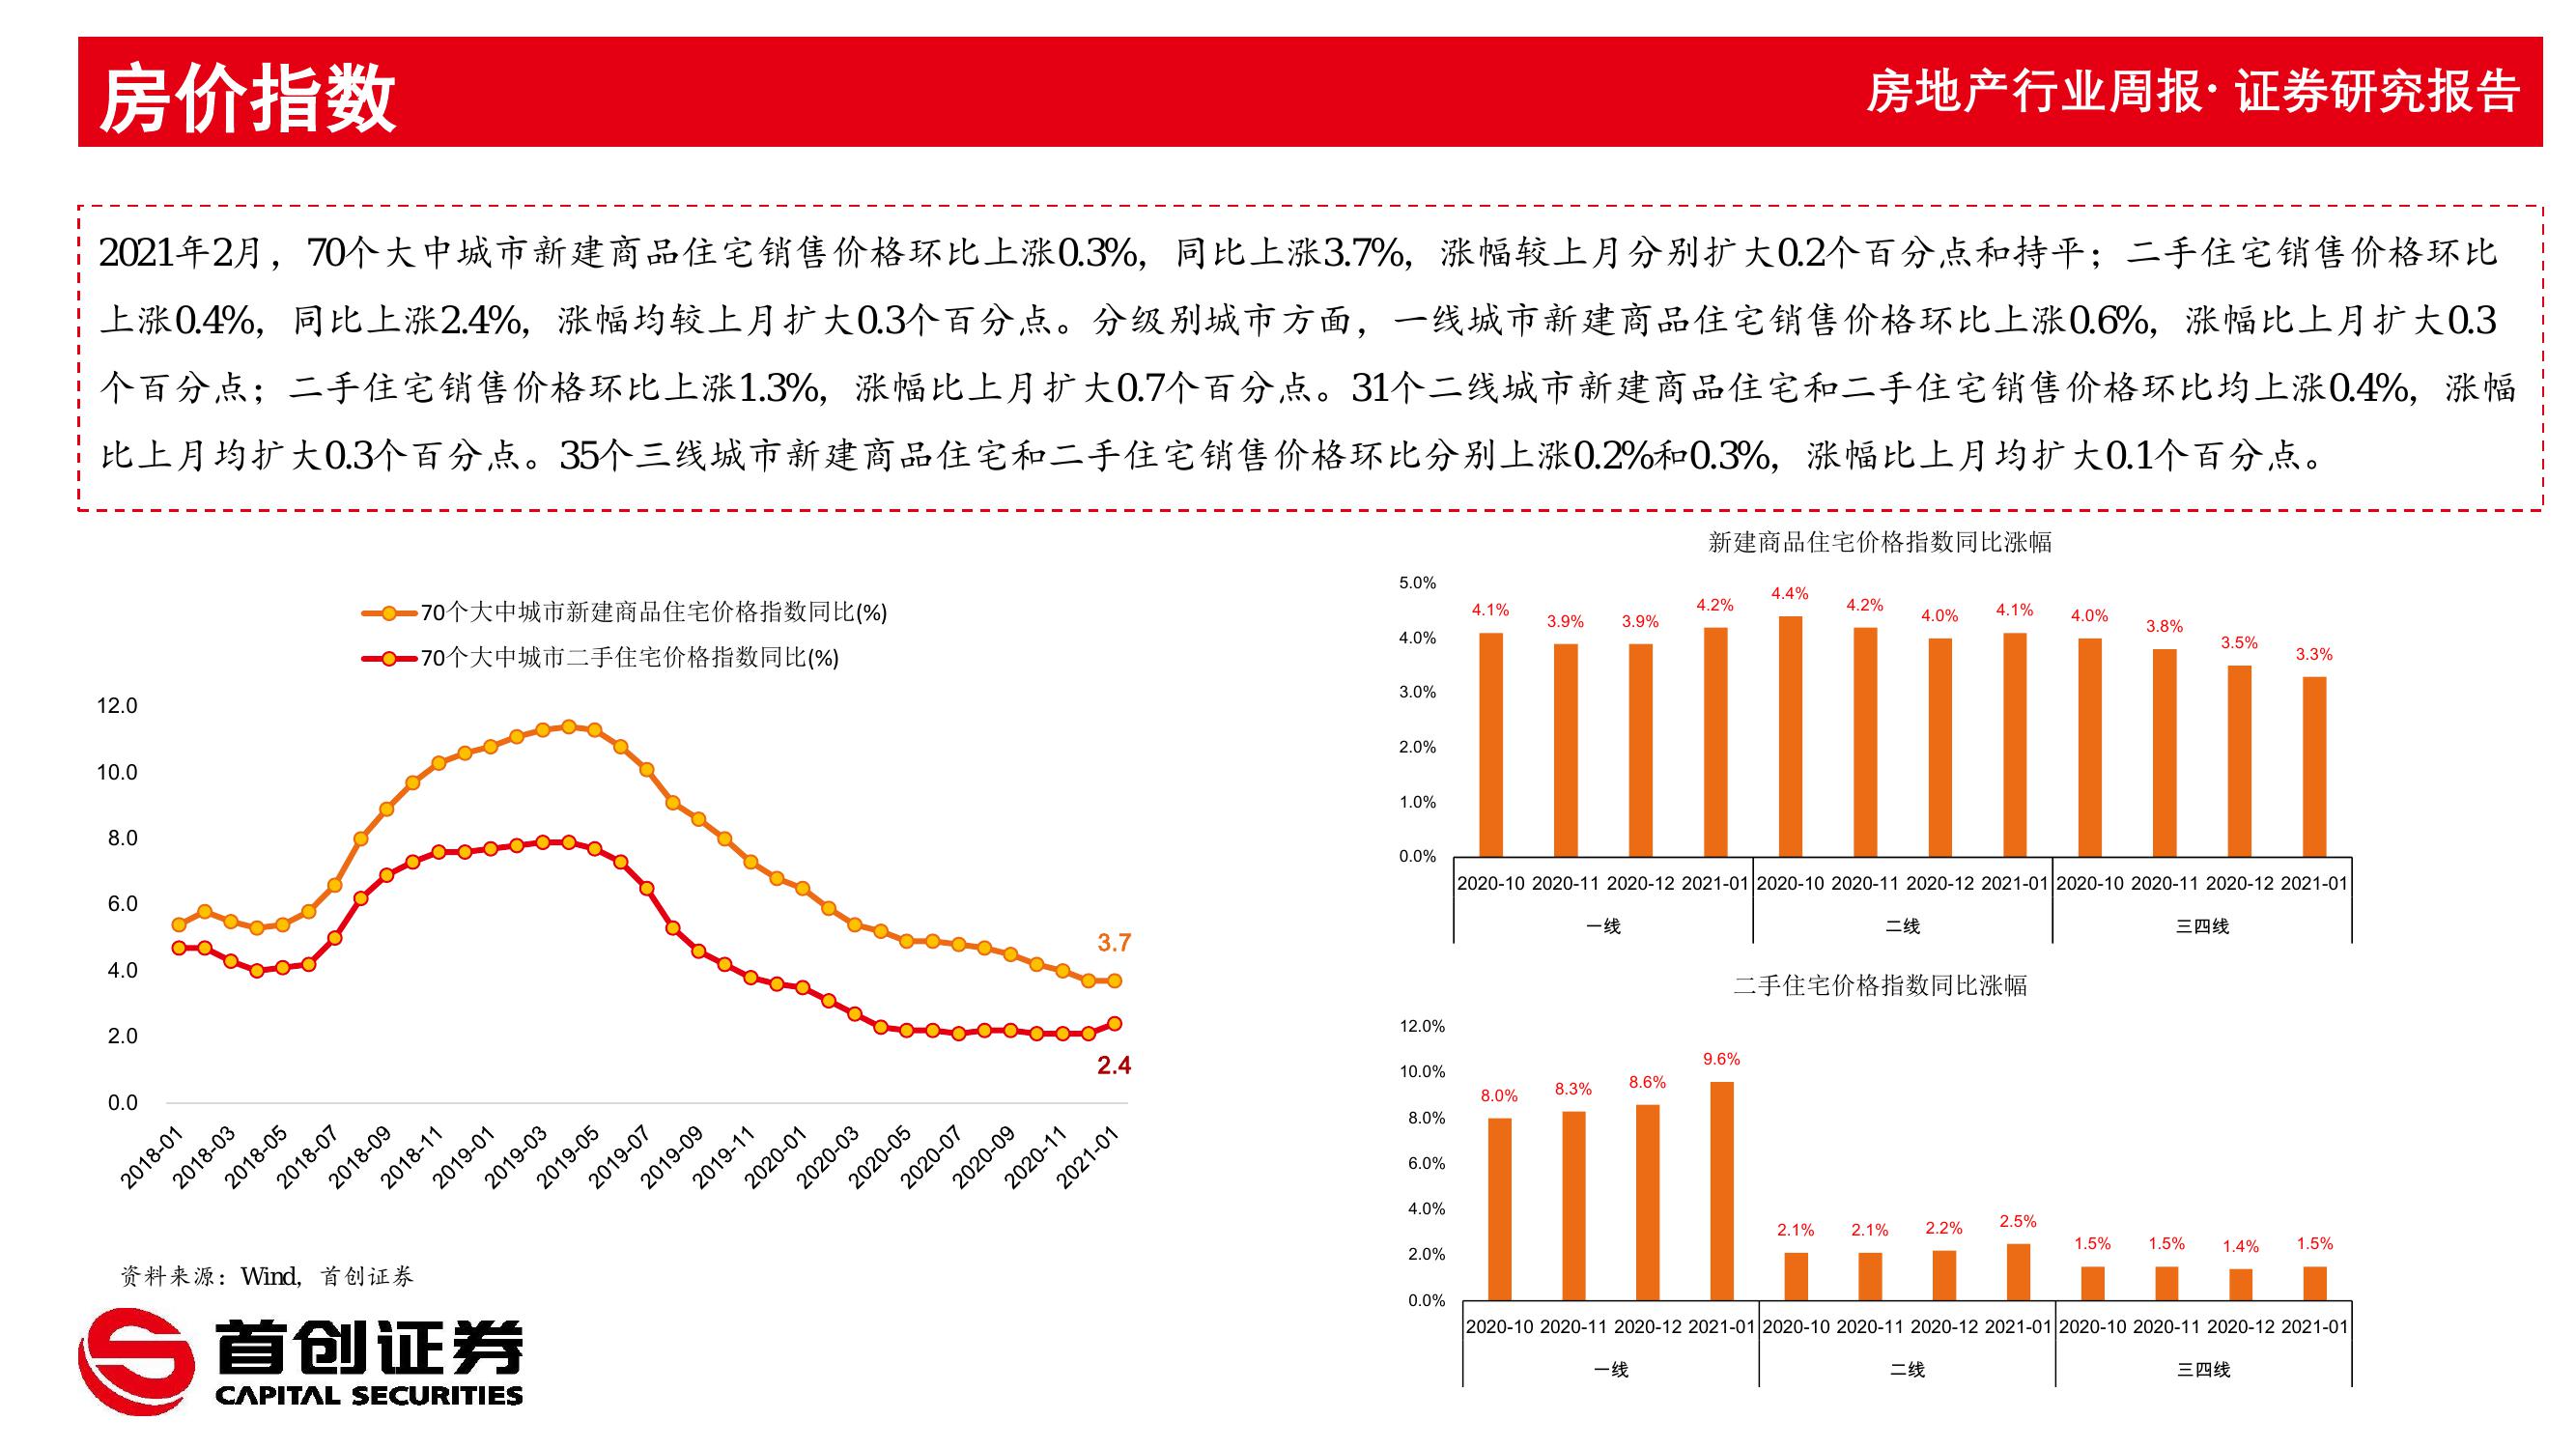 房价指数
房地产行业周报· 证券研究报告
2021年2月，70个大中城市新建商品住宅销售价格环比上涨0.3%，同比上涨3.7%，涨幅较上月分别扩大0.2个百分点和持平；二手住宅销售价格环比
上涨0.4%，同比上涨2.4%，涨幅均较上月扩大0.3个百分点。分级别城市方面，一线城市新建商品住宅销售价格环比上涨0.6%，涨幅比上月扩大0.3
个百分点；二手住宅销售价格环比上涨1.3%，涨幅比上月扩大0.7个百分点。31个二线城市新建商品住宅和二手住宅销售价格环比均上涨0.4%，涨幅
比上月均扩大0.3个百分点。35个三线城市新建商品住宅和二手住宅销售价格环比分别上涨0.2%和0.3%，涨幅比上月均扩大0.1个百分点。
70个大中城市新建商品住宅价格指数同比(%)
70个大中城市二手住宅价格指数同比(%)
12.0
10.0
8.0
6.0
4.0
2.0
0.0
3.7
2.4
2018-01 2018-03 2018-05 2018-07 2018-09 2018-11 2019-01 2019-03 2019-05 2019-07 2019-09 2019-11 2020-01 2020-03 2020-05 2020-07 2020-09 2020-11 2021-01
新建商品住宅价格指数同比涨幅
5.0%
4.0%
3.0%
2.0%
1.0%
0.0%
4.1% 3.9% 3.9% 4.2% 4.4% 4.2% 4.0% 4.1% 4.0% 3.8% 3.5% 3.3%
2020-10 2020-11 2020-12 2021-01 2020-10 2020-11 2020-12 2021-01 2020-10 2020-11 2020-12 2021-01
一线 二线 三四线
二手住宅价格指数同比涨幅
12.0%
10.0%
8.0%
6.0%
4.0%
2.0%
0.0%
8.0% 8.3% 8.6% 9.6% 2.1% 2.1% 2.2% 2.5% 1.5% 1.5% 1.4% 1.5%
2020-10 2020-11 2020-12 2021-01 2020-10 2020-11 2020-12 2021-01 2020-10 2020-11 2020-12 2021-01
一线 二线 三四线
资料来源：Wind，首创证券
首创证券
CAPITAL SECURITIES